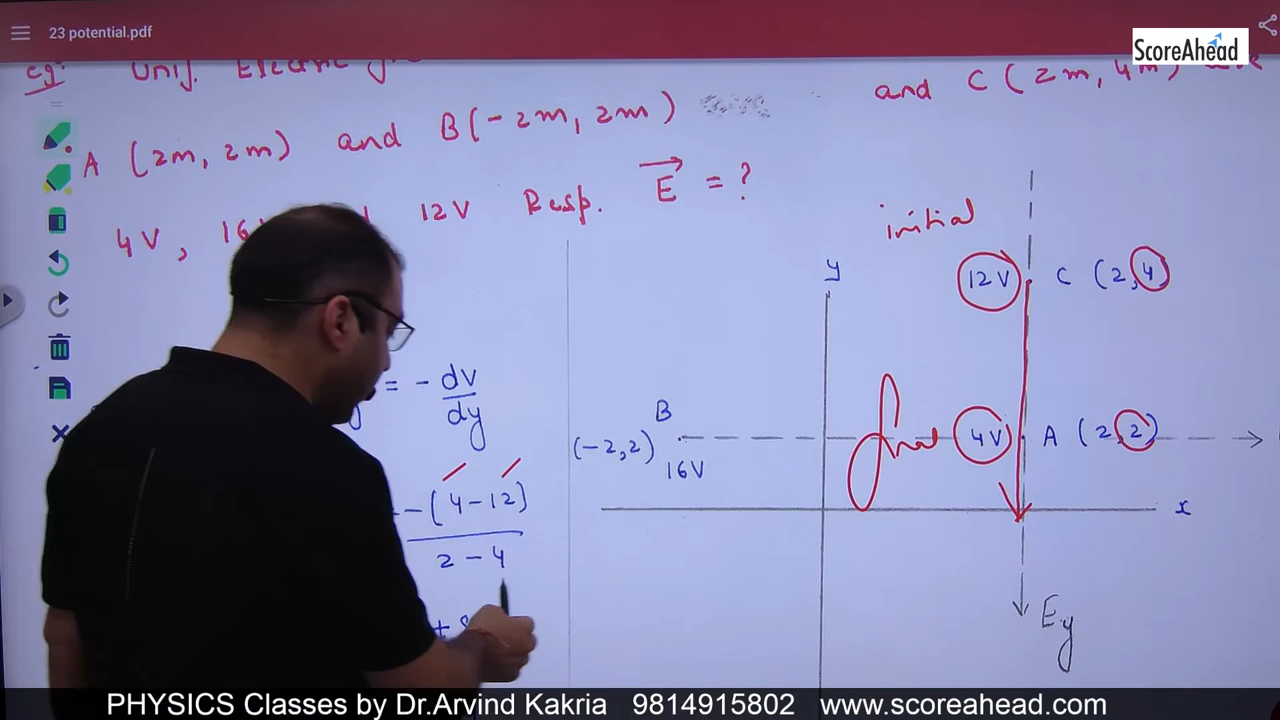 23 potential.pdf
ScoreAhead
eg: Unif. Electric
A (2m, 2m) and B(-2m, 2m) and C (2m, 4m)
4V, 12V Resp. E = ?
initial
y
12V C (2, 4)
= - dV
dy
B
(-2,2)
final 4V A (2, 2)
16V
-(4-12)
2-4
x
Ey
+ 8
PHYSICS Classes by Dr.Arvind Kakria 9814915802 www.scoreahead.com